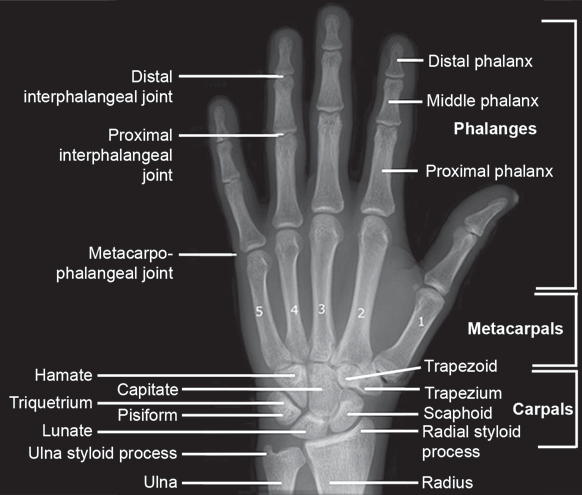 Distal
interphalangeal joint
Proximal
interphalangeal
joint
Metacarpo-
phalangeal joint
Distal phalanx
Middle phalanx
Phalanges
Proximal phalanx
5
4
3
2
1
Metacarpals
Hamate
Capitate
Triquetrium
Pisiform
Lunate
Ulna styloid process
Ulna
Trapezoid
Trapezium
Scaphoid
Carpals
Radial styloid
process
Radius